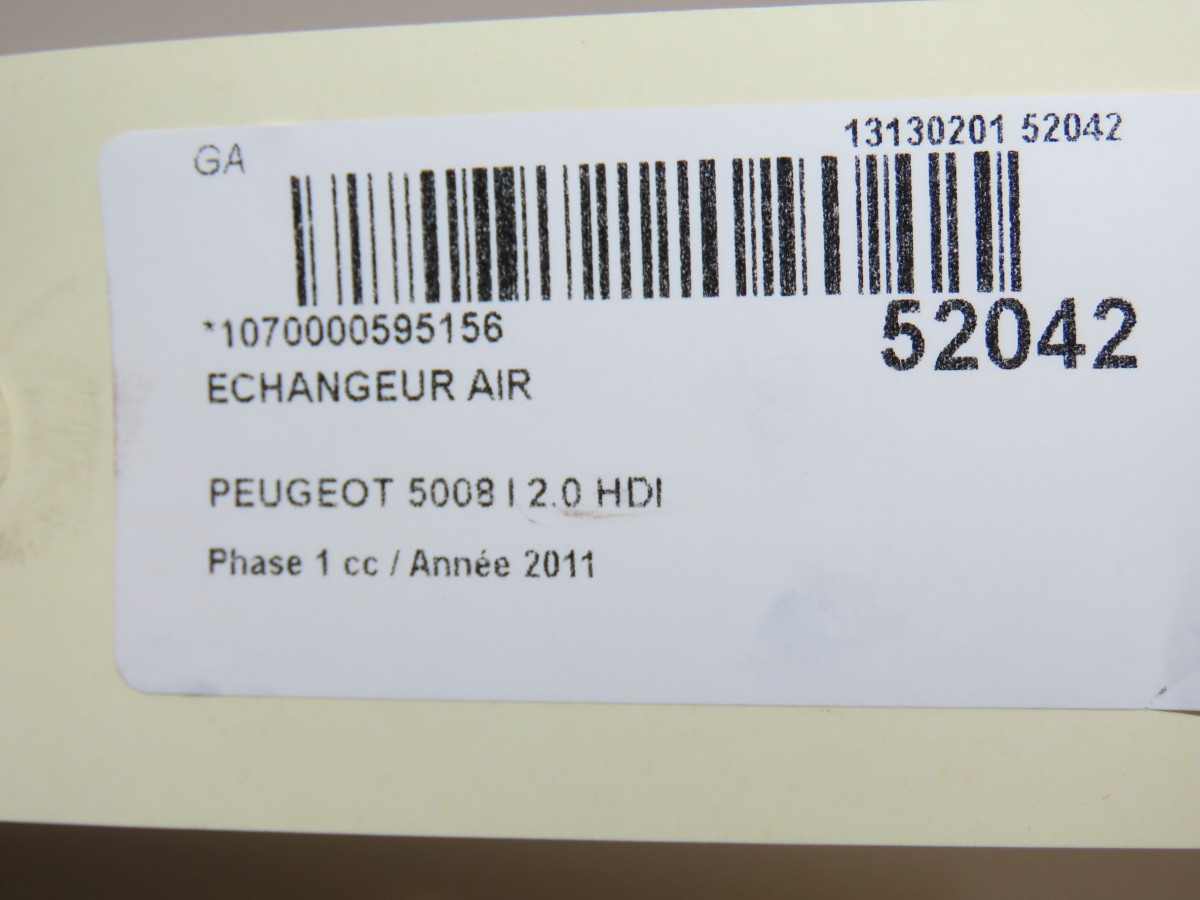 GA
13130201 52042
*1070000595156
52042
ECHANGEUR AIR
PEUGEOT 5008 I 2.0 HDI
Phase 1 cc / Année 2011